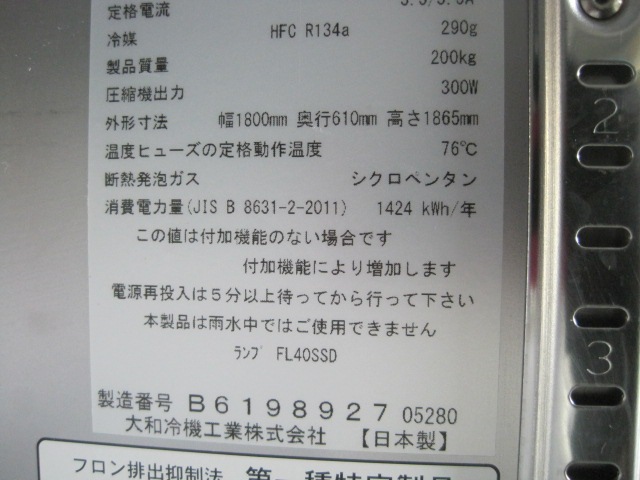 定格電流
冷媒 HFC R134a 290g
製品質量 200kg
圧縮機出力 300W
外形寸法 幅1800mm 奥行610mm 高さ1865mm
温度ヒューズの定格動作温度 76℃
断熱発泡ガス シクロペンタン
消費電力量(JIS B 8631-2-2011) 1424 kWh/年
この値は付加機能のない場合です
付加機能により増加します
電源再投入は5分以上待ってから行って下さい
本製品は雨水中ではご使用できません
ﾗﾝﾌﾟ FL40SSD
製造番号 B6198927 05280
大和冷機工業株式会社 【日本製】
フロン排出抑制法 第一種特定製品
2
3